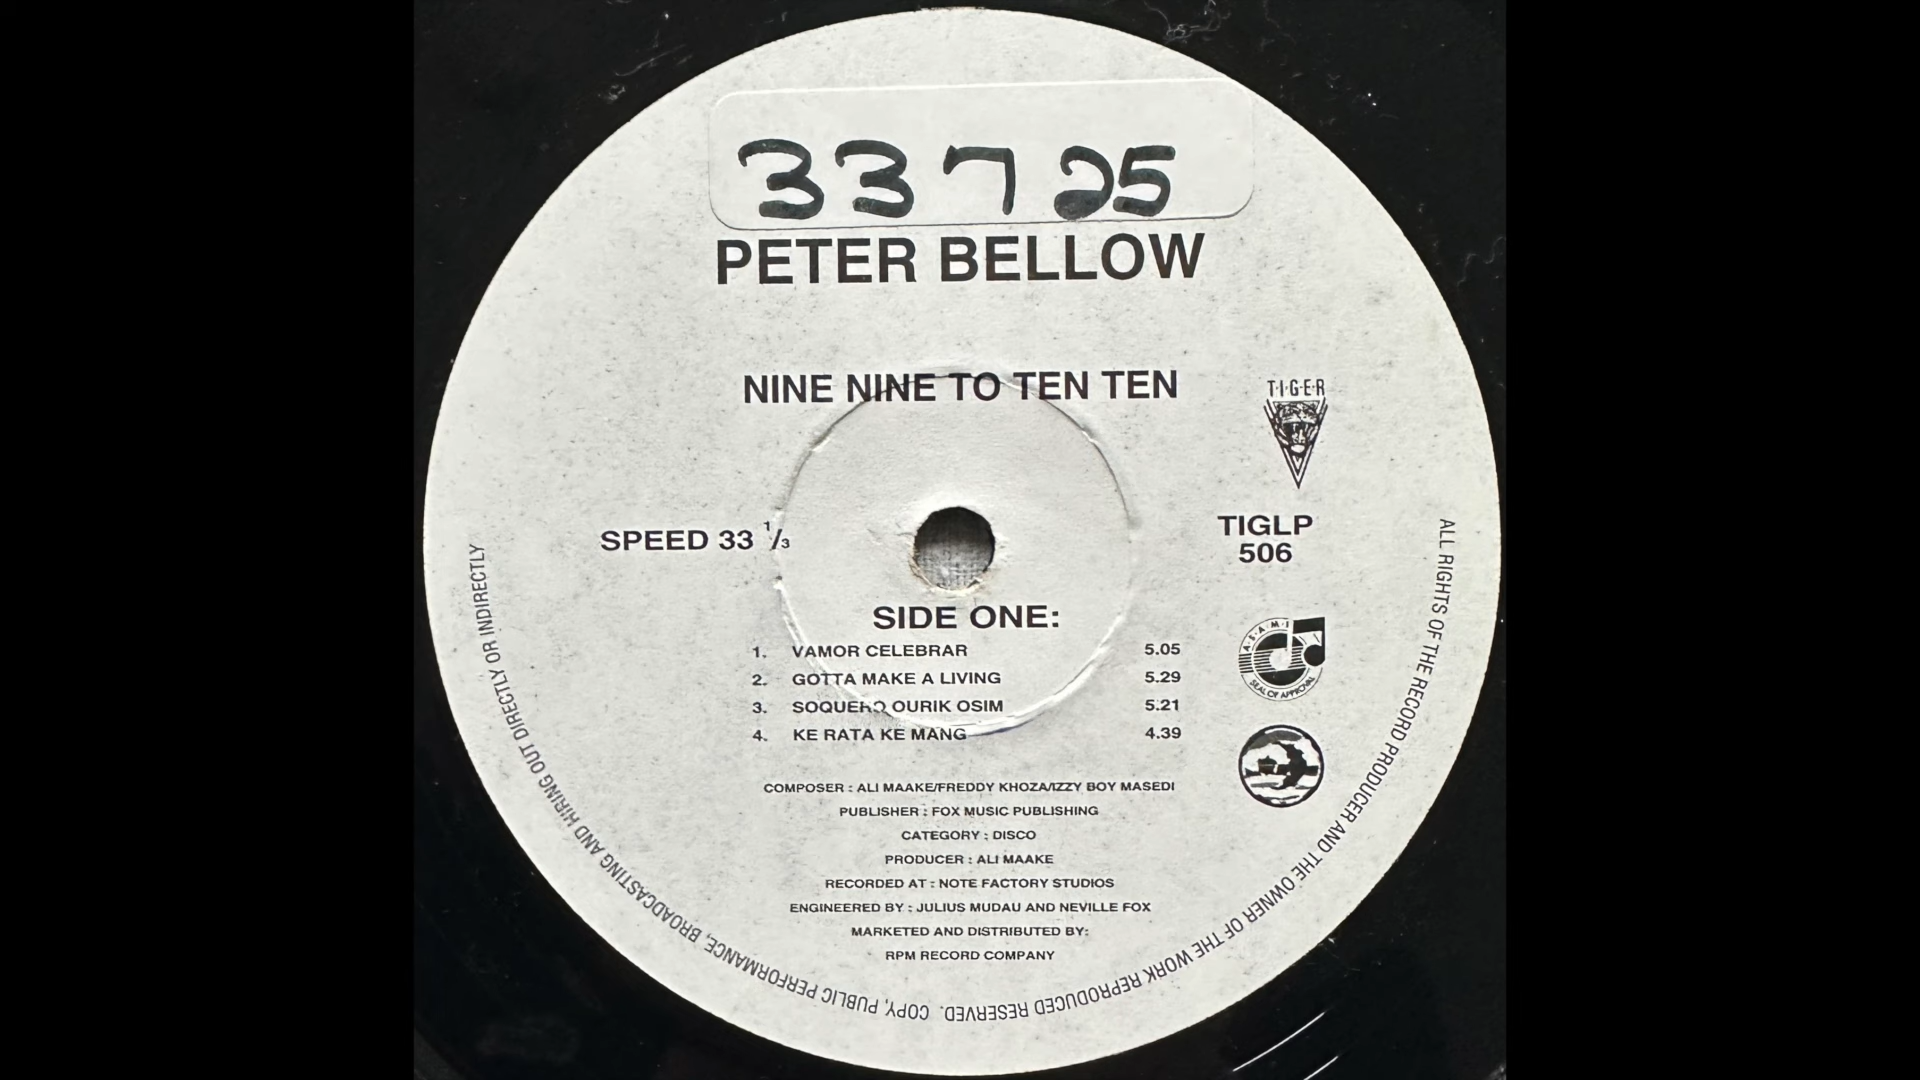 33 7 25
PETER BELLOW
NINE NINE TO TEN TEN
T·I·G·E·R
SPEED 33 1/3
TIGLP
506
SIDE ONE:
1. VAMOR CELEBRAR 5.05
2. GOTTA MAKE A LIVING 5.29
3. SOQUERO OURIK OSIM 5.21
4. KE RATA KE MANG 4.39
A·S·A·M·I
SEAL OF APPROVAL
COMPOSER : ALI MAAKE/FREDDY KHOZA/IZZY BOY MASEDI
PUBLISHER : FOX MUSIC PUBLISHING
CATEGORY : DISCO
PRODUCER : ALI MAAKE
RECORDED AT : NOTE FACTORY STUDIOS
ENGINEERED BY : JULIUS MUDAU AND NEVILLE FOX
MARKETED AND DISTRIBUTED BY:
RPM RECORD COMPANY
ALL RIGHTS OF THE RECORD PRODUCER AND THE OWNER OF THE WORK REPRODUCED RESERVED. COPY, PUBLIC PERFORMANCE, BROADCASTING AND HIRING OUT DIRECTLY OR INDIRECTLY